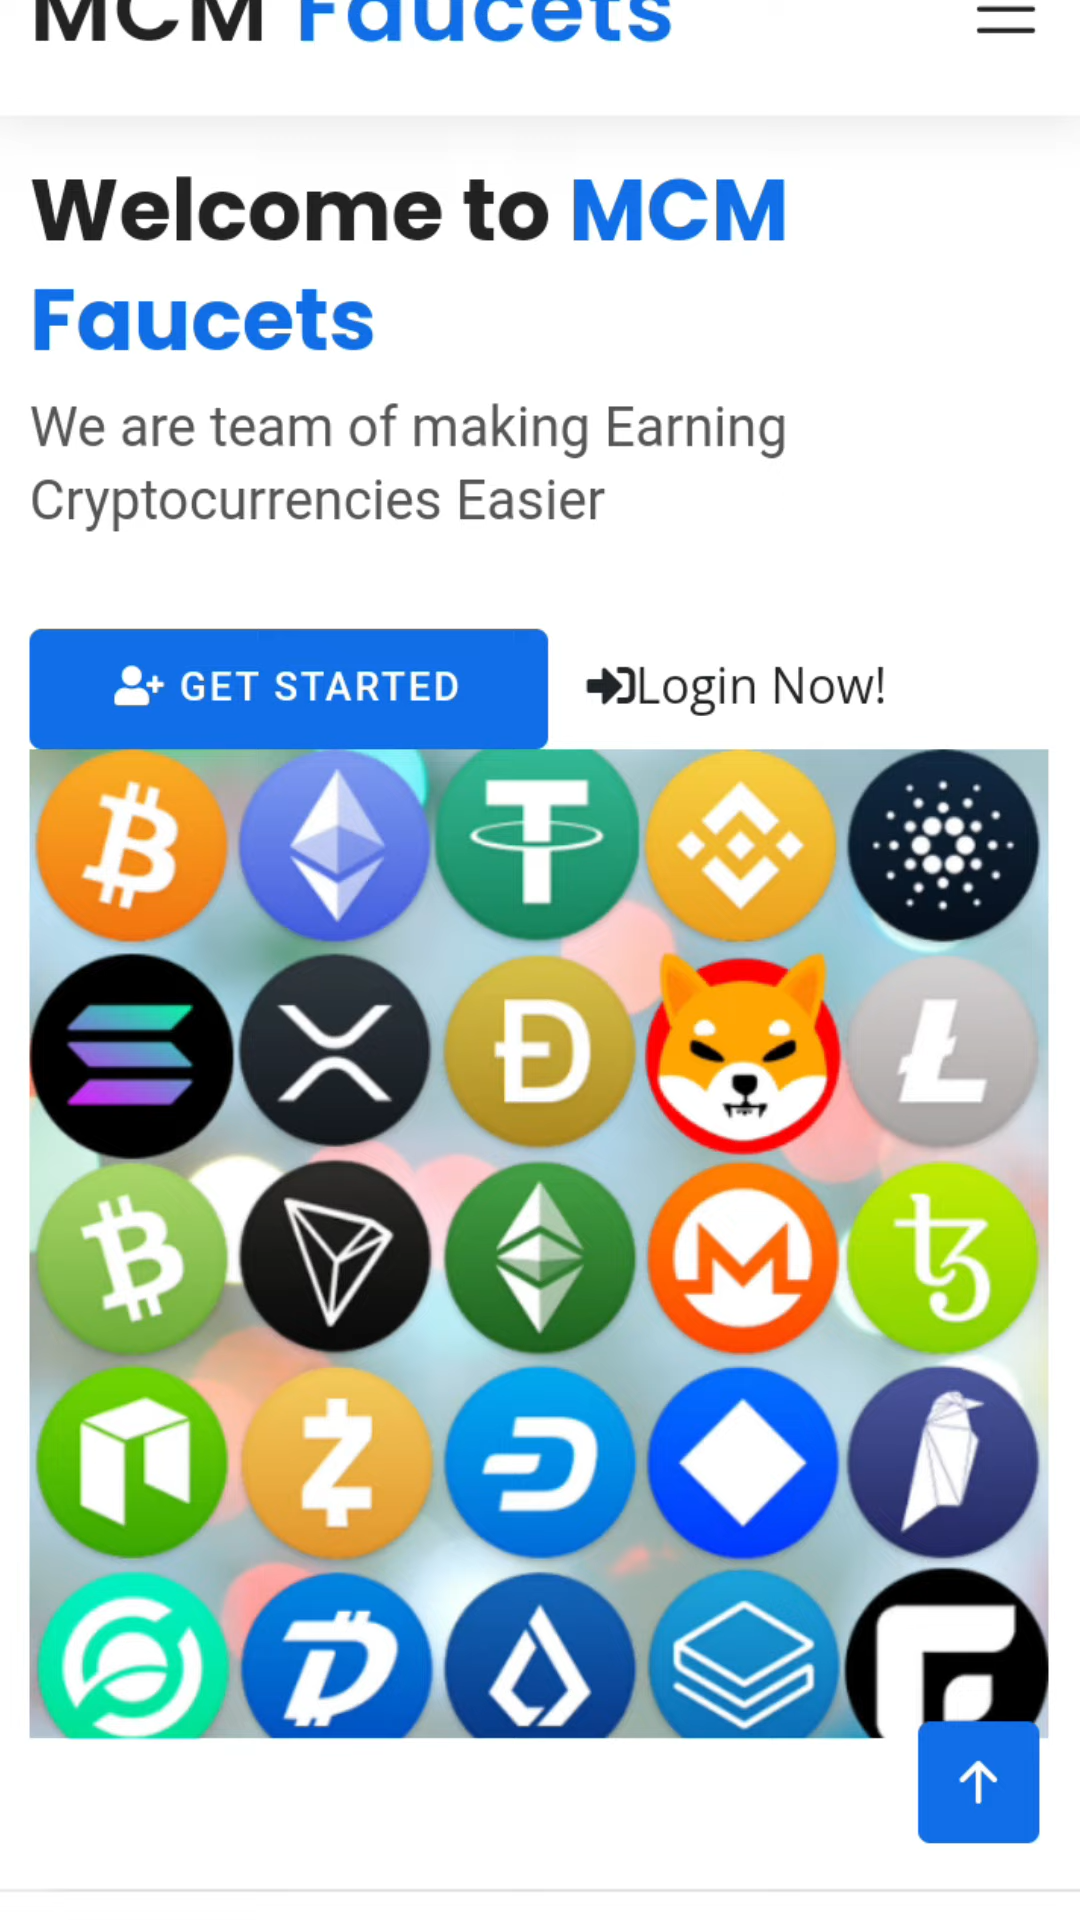 MCM Faucets
Welcome to MCM
Faucets
We are team of making Earning
Cryptocurrencies Easier
GET STARTED
Login Now!